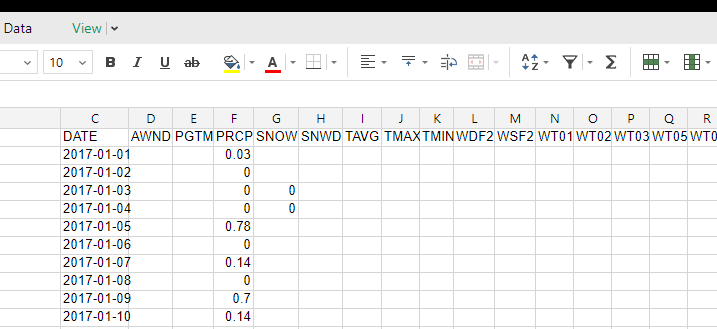 Data View
10 B I U ab A A Z Σ
C D E F G H I J K L M N O P Q R
DATE AWND PGTM PRCP SNOW SNWD TAVG TMAX TMIN WDF2 WSF2 WT01 WT02 WT03 WT05 WT0
2017-01-01 0.03
2017-01-02 0
2017-01-03 0 0
2017-01-04 0 0
2017-01-05 0.78
2017-01-06 0
2017-01-07 0.14
2017-01-08 0
2017-01-09 0.7
2017-01-10 0.14